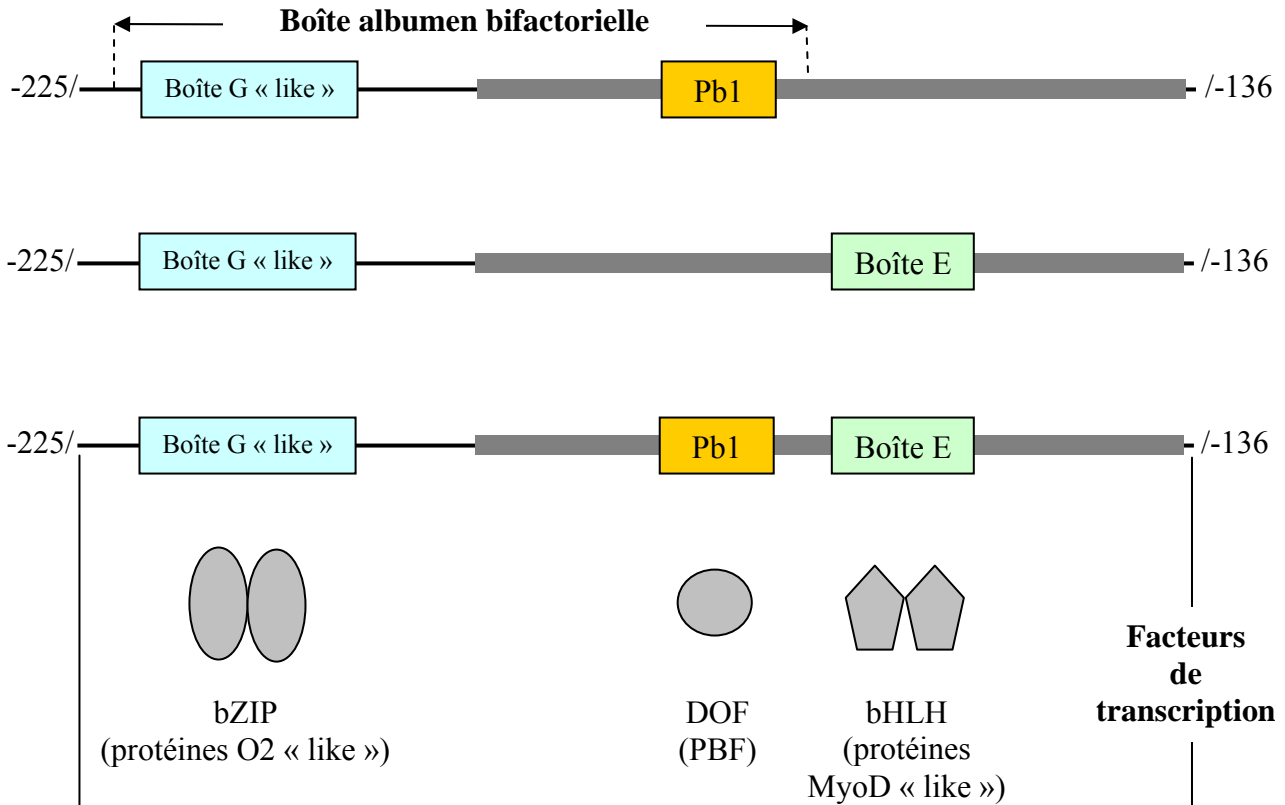 Boîte albumen bifactorielle
-225/ Boîte G « like » Pb1 /-136
-225/ Boîte G « like » Boîte E /-136
-225/ Boîte G « like » Pb1 Boîte E /-136
bZIP
(protéines O2 « like »)
DOF
(PBF)
bHLH
(protéines
MyoD « like »)
Facteurs
de
transcription